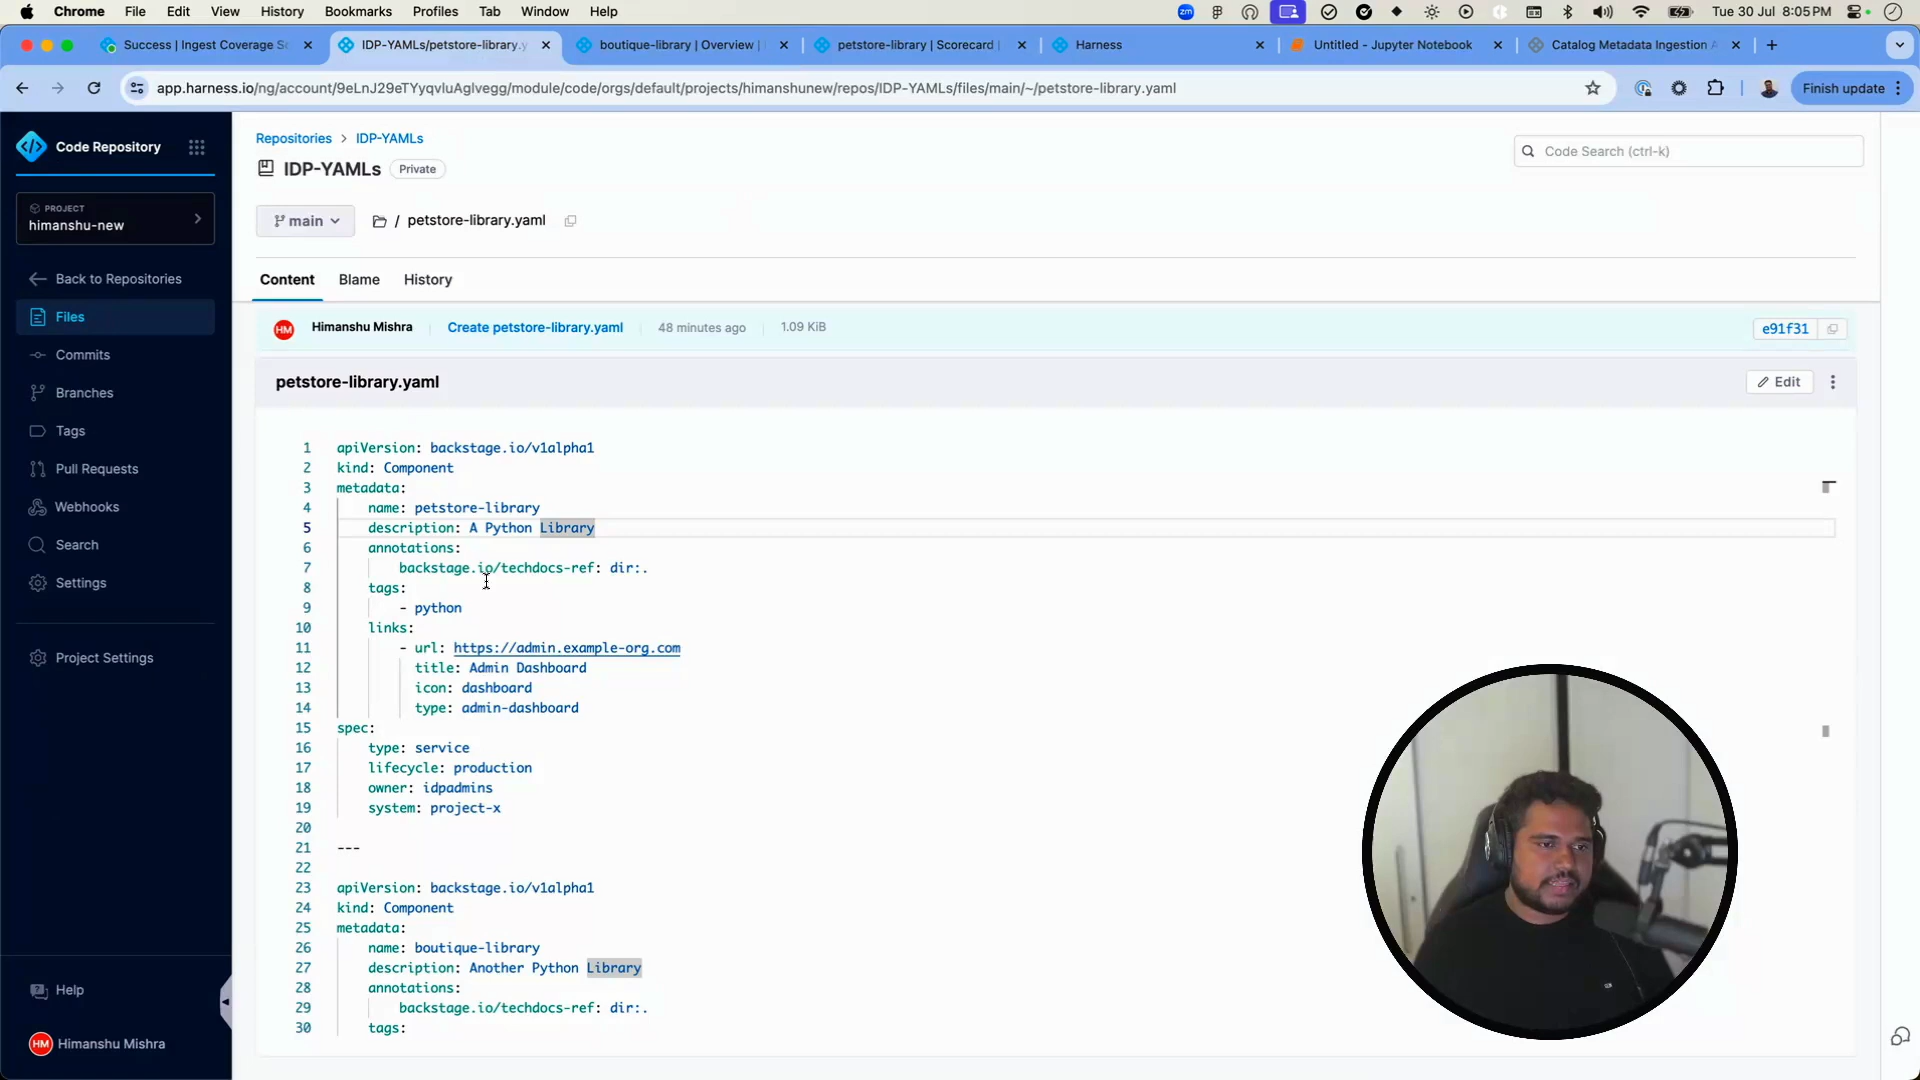 Chrome File Edit View History Bookmarks Profiles Tab Window Help
zm Tue 30 Jul 8:05 PM
Success | Ingest Coverage Sc
IDP-YAMLs/petstore-library.y
boutique-library | Overview |
petstore-library | Scorecard |
Harness
Untitled - Jupyter Notebook
Catalog Metadata Ingestion A
app.harness.io/ng/account/9eLnJ29eTYyqvluAglvegg/module/code/orgs/default/projects/himanshunew/repos/IDP-YAMLs/files/main/~/petstore-library.yaml
Finish update
Code Repository
PROJECT
himanshu-new
Back to Repositories
Files
Commits
Branches
Tags
Pull Requests
Webhooks
Search
Settings
Project Settings
Help
HM Himanshu Mishra
Repositories > IDP-YAMLs
IDP-YAMLs Private
Code Search (ctrl-k)
main / petstore-library.yaml
Content Blame History
HM Himanshu Mishra Create petstore-library.yaml 48 minutes ago 1.09 KiB e91f31
petstore-library.yaml Edit
1 apiVersion: backstage.io/v1alpha1
2 kind: Component
3 metadata:
4 name: petstore-library
5 description: A Python Library
6 annotations:
7 backstage.io/techdocs-ref: dir:.
8 tags:
9 - python
10 links:
11 - url: https://admin.example-org.com
12 title: Admin Dashboard
13 icon: dashboard
14 type: admin-dashboard
15 spec:
16 type: service
17 lifecycle: production
18 owner: idpadmins
19 system: project-x
20
21 ---
22
23 apiVersion: backstage.io/v1alpha1
24 kind: Component
25 metadata:
26 name: boutique-library
27 description: Another Python Library
28 annotations:
29 backstage.io/techdocs-ref: dir:.
30 tags: